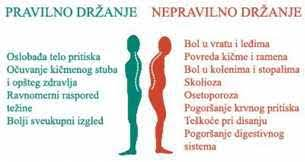 PRAVILNO DRŽANJE
Oslobađa telo pritiska
Očuvanje kičmenog stuba
i opšteg zdravlja
Ravnomerni raspored
težine
Bolji sveukupni izgled
NEPRAVILNO DRŽANJE
Bol u vratu i leđima
Povreda kičme i ramena
Bol u kolenima i stopalima
Skolioza
Osetoporoza
Pogoršanje krvnog pritiska
Teškoće pri disanju
Pogoršanje digestivnog
sistema